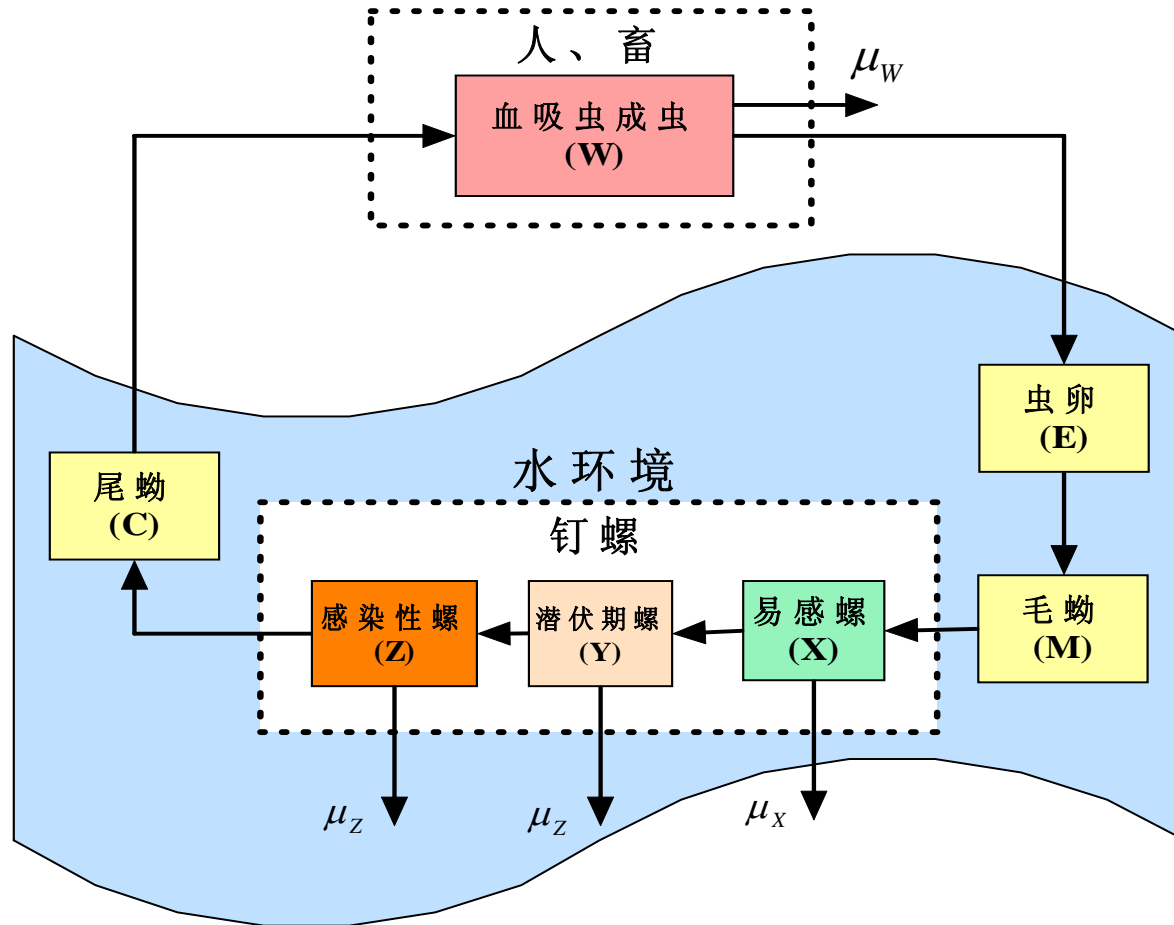 人、畜
μW
血吸虫成虫
(W)
虫卵
(E)
水环境
尾蚴
(C)
钉螺
感染性螺
(Z)
潜伏期螺
(Y)
易感螺
(X)
毛蚴
(M)
μZ
μZ
μX